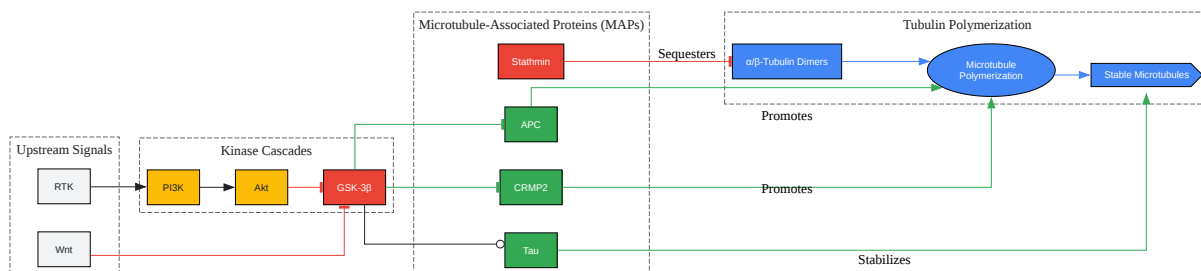 Microtubule-Associated Proteins (MAPs)
Tubulin Polymerization
Stathmin
Sequesters
α/β-Tubulin Dimers
Microtubule
Polymerization
Stable Microtubules
APC
Promotes
Upstream Signals
Kinase Cascades
RTK
PI3K
Akt
GSK-3β
CRMP2
Promotes
Wnt
Tau
Stabilizes